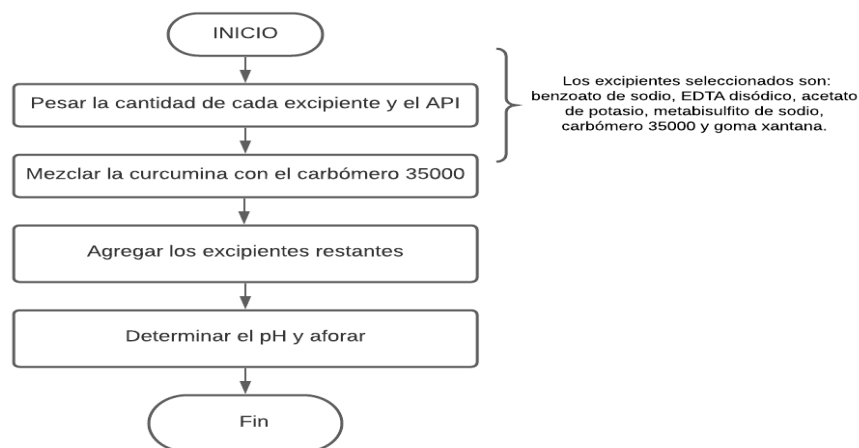 INICIO
Pesar la cantidad de cada excipiente y el API
Los excipientes seleccionados son:
benzoato de sodio, EDTA disódico, acetato
de potasio, metabisulfito de sodio,
carbómero 35000 y goma xantana.
Mezclar la curcumina con el carbómero 35000
Agregar los excipientes restantes
Determinar el pH y aforar
Fin